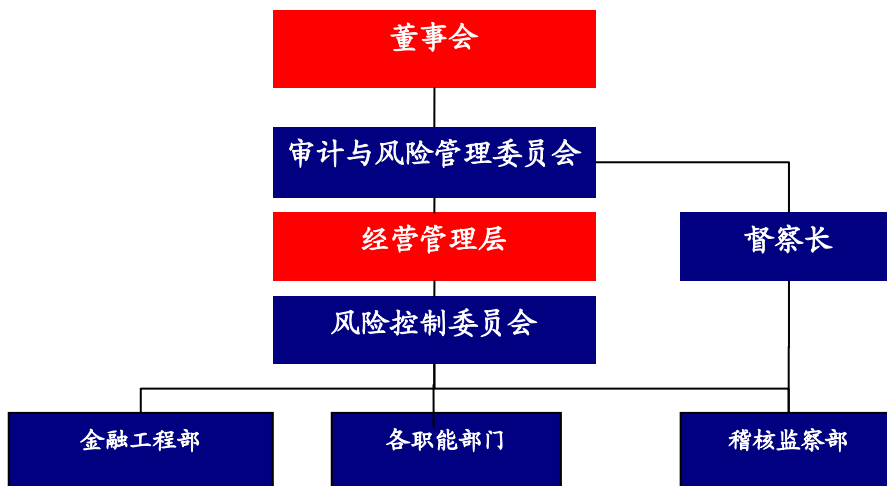 董事会
审计与风险管理委员会
经营管理层
督察长
风险控制委员会
金融工程部
各职能部门
稽核监察部